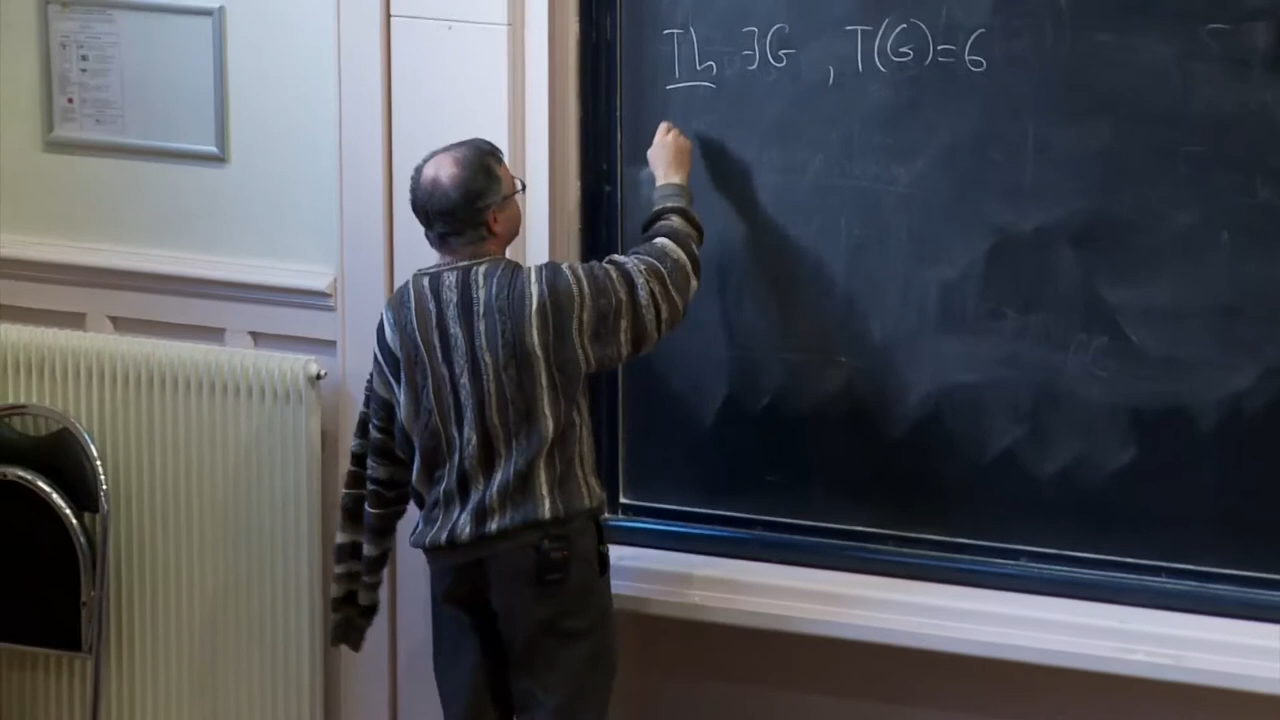 Th ∃G , T(G)=6